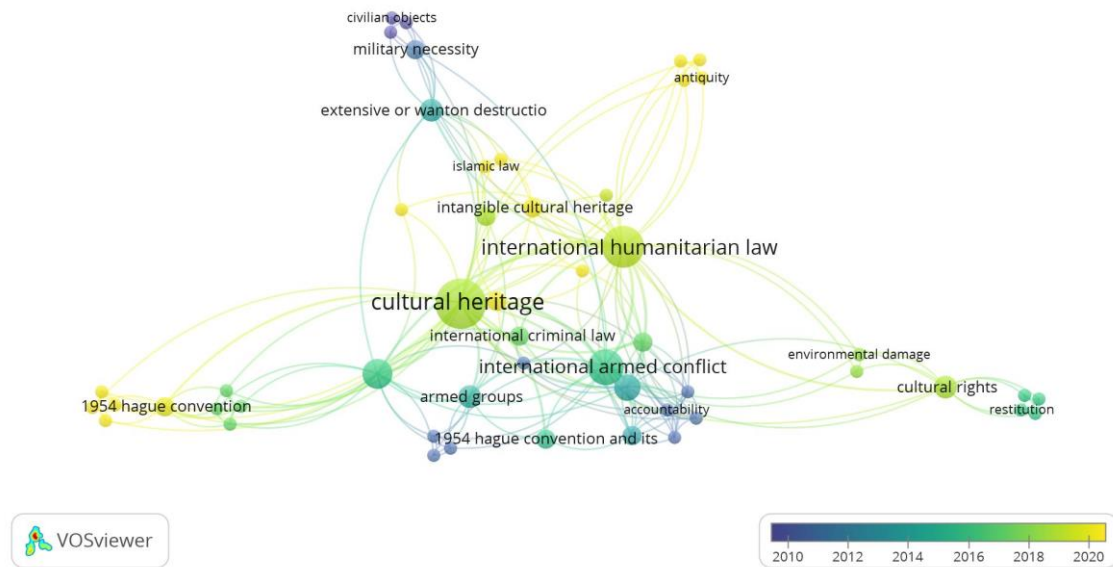 civilian objects
military necessity
antiquity
extensive or wanton destructio
islamic law
intangible cultural heritage
international humanitarian law
cultural heritage
international criminal law
environmental damage
international armed conflict
cultural rights
armed groups
1954 hague convention
accountability
restitution
1954 hague convention and its
VOSviewer
2010 2012 2014 2016 2018 2020